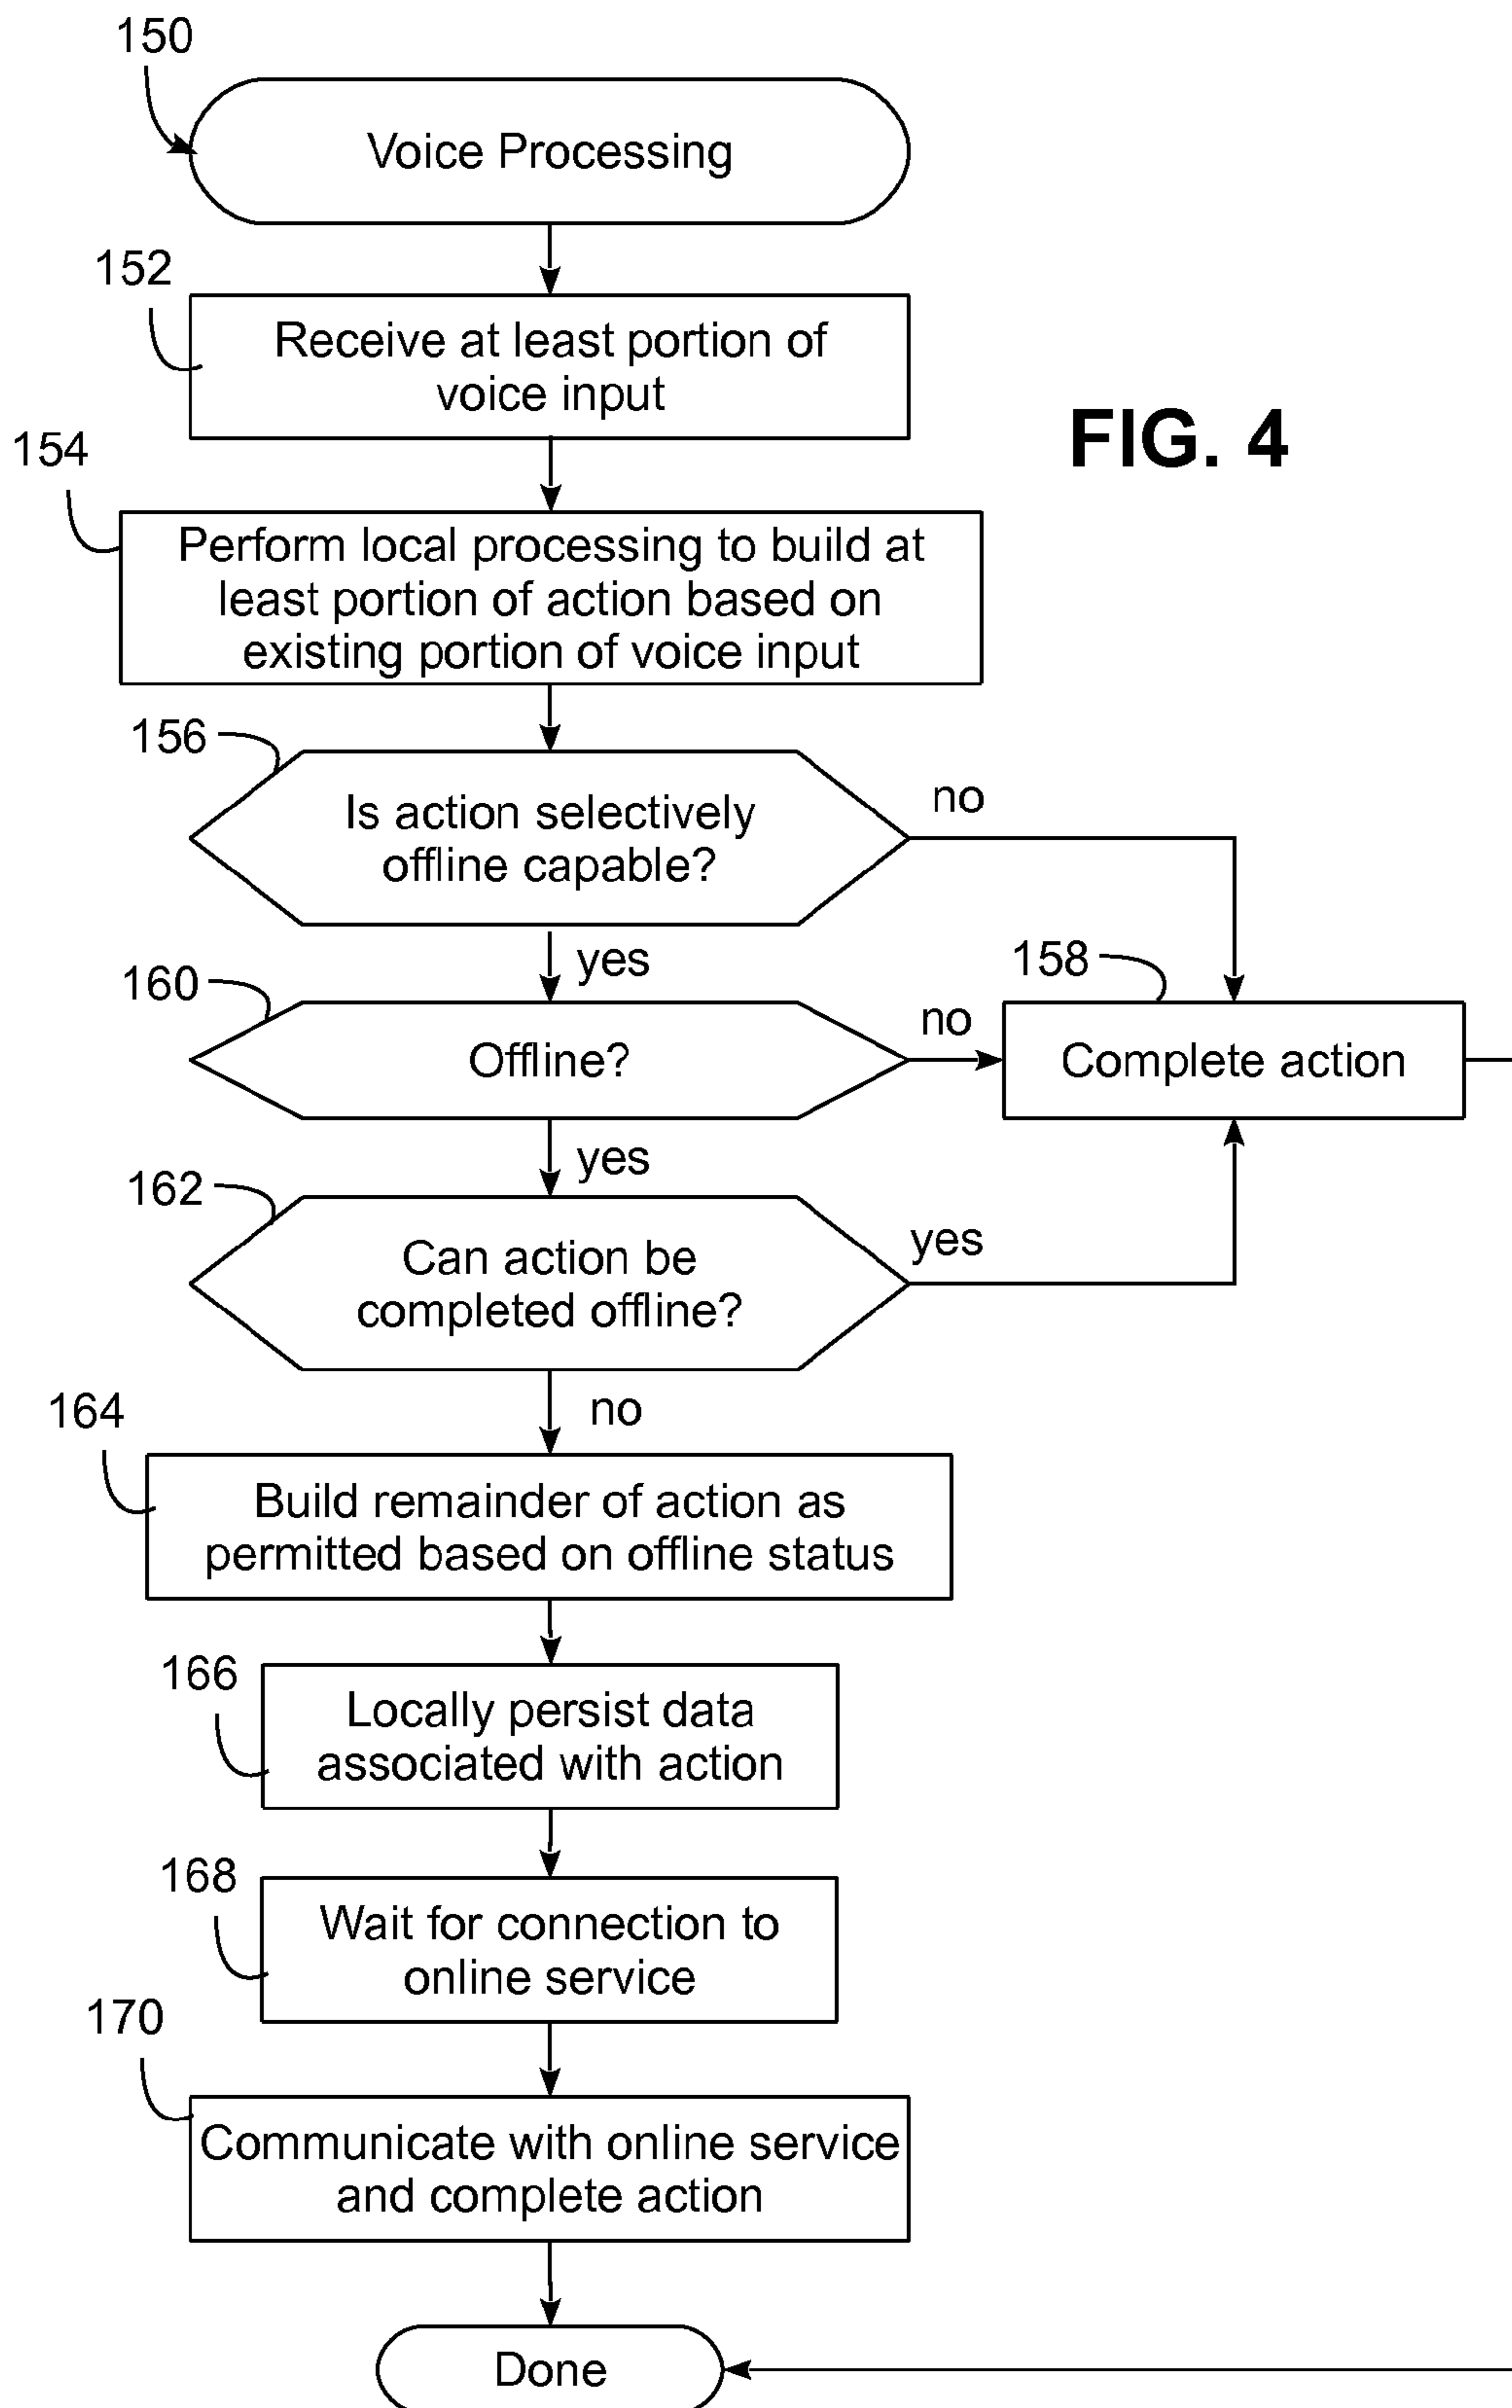 150
Voice Processing
152
Receive at least portion of
voice input
FIG. 4
154
Perform local processing to build at
least portion of action based on
existing portion of voice input
156
Is action selectively
offline capable?
no
yes
158
160
Offline?
no
Complete action
yes
162
Can action be
completed offline?
yes
no
164
Build remainder of action as
permitted based on offline status
166
Locally persist data
associated with action
168
Wait for connection to
online service
170
Communicate with online service
and complete action
Done